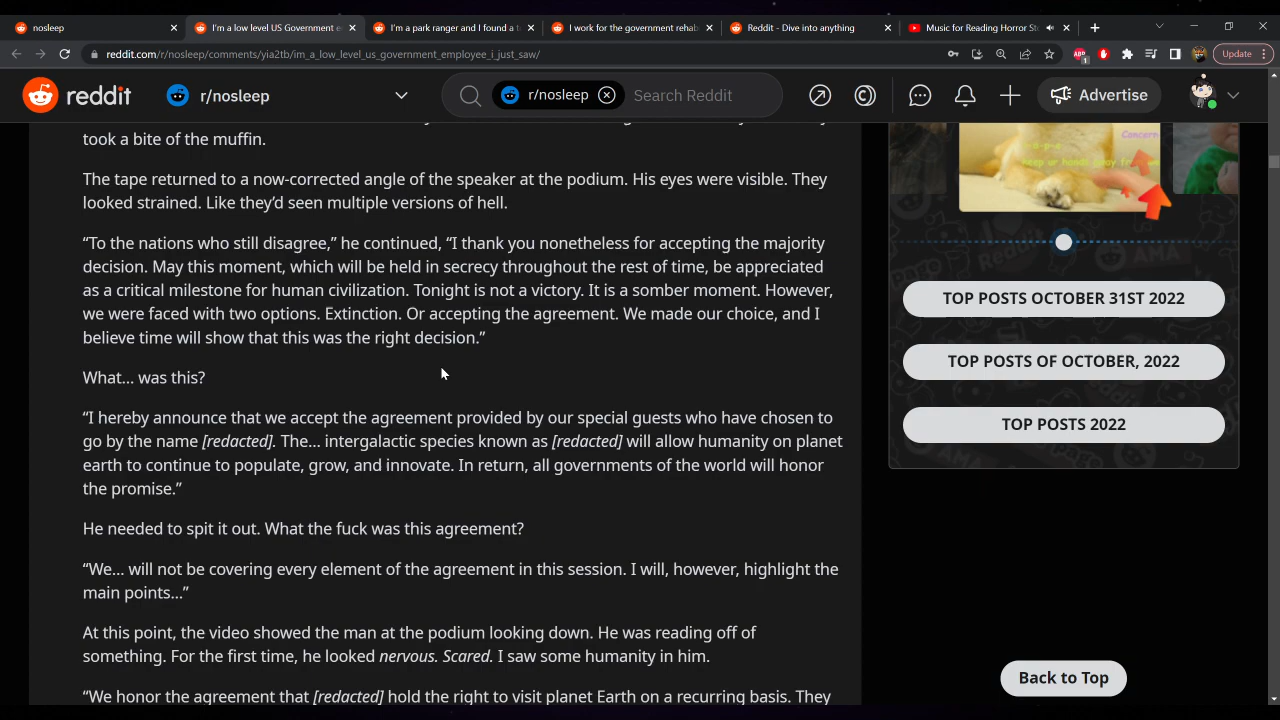 nosleep
I'm a low level US Government e
I'm a park ranger and I found a
I work for the government rehab
Reddit - Dive into anything
Music for Reading Horror St
reddit.com/r/nosleep/comments/yia2tb/im_a_low_level_us_government_employee_i_just_saw/
Update
reddit
r/nosleep
r/nosleep
Search Reddit
Advertise
took a bite of the muffin.
The tape returned to a now-corrected angle of the speaker at the podium. His eyes were visible. They
looked strained. Like they’d seen multiple versions of hell.
“To the nations who still disagree,” he continued, “I thank you nonetheless for accepting the majority
decision. May this moment, which will be held in secrecy throughout the rest of time, be appreciated
as a critical milestone for human civilization. Tonight is not a victory. It is a somber moment. However,
we were faced with two options. Extinction. Or accepting the agreement. We made our choice, and I
believe time will show that this was the right decision.”
What… was this?
“I hereby announce that we accept the agreement provided by our special guests who have chosen to
go by the name [redacted]. The… intergalactic species known as [redacted] will allow humanity on planet
earth to continue to populate, grow, and innovate. In return, all governments of the world will honor
the promise.”
He needed to spit it out. What the fuck was this agreement?
“We… will not be covering every element of the agreement in this session. I will, however, highlight the
main points…”
At this point, the video showed the man at the podium looking down. He was reading off of
something. For the first time, he looked nervous. Scared. I saw some humanity in him.
“We honor the agreement that [redacted] hold the right to visit planet Earth on a recurring basis. They
Concern
TOP POSTS OCTOBER 31ST 2022
TOP POSTS OF OCTOBER, 2022
TOP POSTS 2022
Back to Top